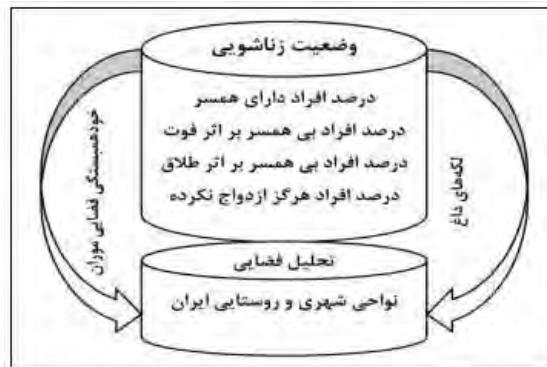 وضعیت زناشویی
درصد افراد دارای همسر
درصد افراد بی همسر بر اثر فوت
درصد افراد بی همسر بر اثر طلاق
درصد افراد هرگز ازدواج نکرده
لکه‌های داغ
خودهمبستگی فضایی موران
تحلیل فضایی
نواحی شهری و روستایی ایران